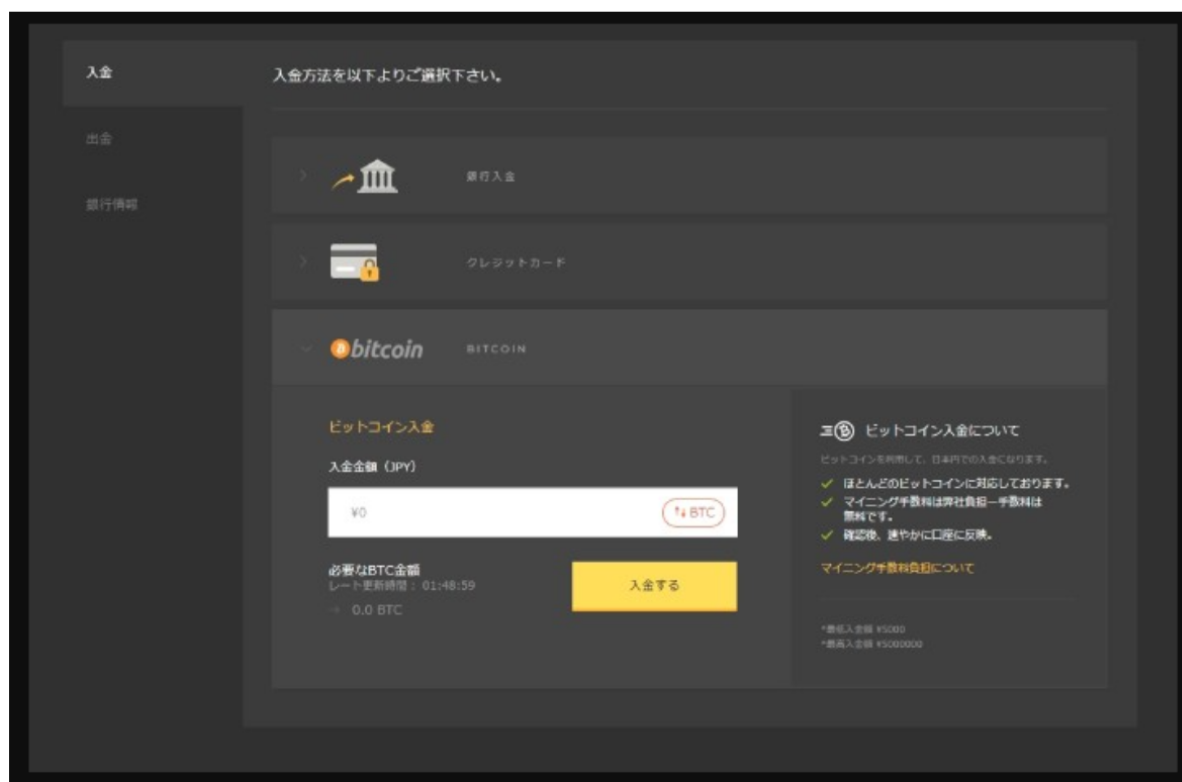 入金
出金
銀行情報
入金方法を以下よりご選択下さい。
銀行入金
クレジットカード
bitcoin BITCOIN
ビットコイン入金
入金金額（JPY）
¥0 BTC
必要なBTC金額
レート更新時間： 01:48:59
0.0 BTC
入金する
ビットコイン入金について
ビットコインを利用して、日本円での入金になります。
ほとんどのビットコインに対応しております。
マイニング手数料は弊社負担ー手数料は
無料です。
確認後、速やかに口座に反映。
マイニング手数料負担について
*最低入金額 ¥5000
*最高入金額 ¥5000000